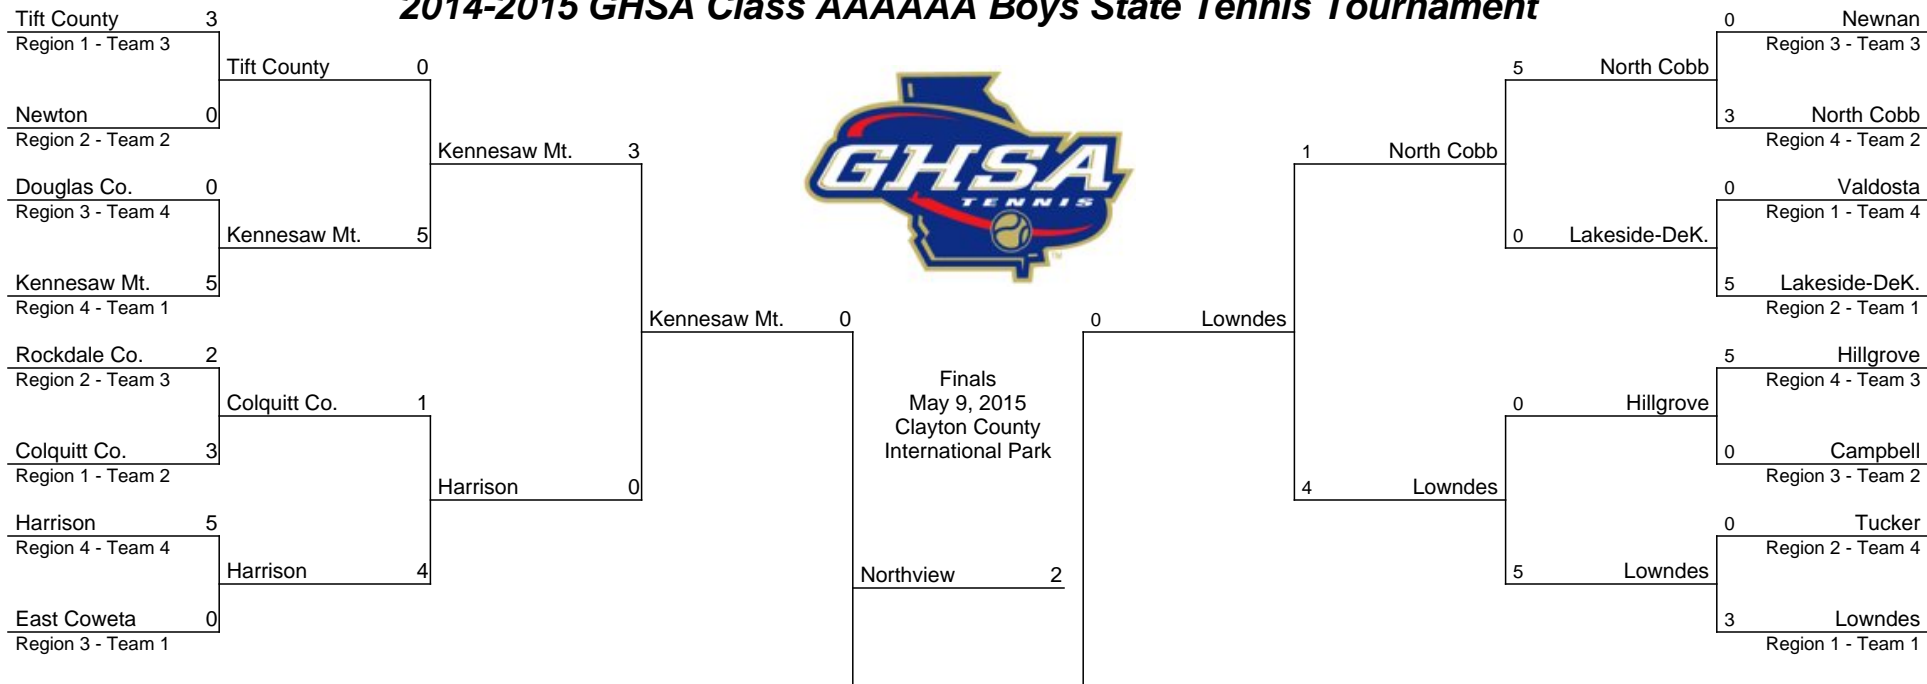 2014-2015 GHSA Class AAAAAA Boys State Tennis Tournament
Tift County 3
Region 1 - Team 3
Tift County 0
Newton 0
Region 2 - Team 2
Kennesaw Mt. 3
Douglas Co. 0
Region 3 - Team 4
Kennesaw Mt. 5
Kennesaw Mt. 5
Region 4 - Team 1
Kennesaw Mt. 0
Rockdale Co. 2
Region 2 - Team 3
Colquitt Co. 1
Colquitt Co. 3
Region 1 - Team 2
Harrison 0
Harrison 5
Region 4 - Team 4
Harrison 4
East Coweta 0
Region 3 - Team 1
GHSA
TENNIS
TM
Finals
May 9, 2015
Clayton County
International Park
Northview 2
0 Newnan
Region 3 - Team 3
5 North Cobb
3 North Cobb
Region 4 - Team 2
1 North Cobb
0 Valdosta
Region 1 - Team 4
0 Lakeside-DeK.
5 Lakeside-DeK.
Region 2 - Team 1
0 Lowndes
5 Hillgrove
Region 4 - Team 3
0 Hillgrove
0 Campbell
Region 3 - Team 2
4 Lowndes
0 Tucker
Region 2 - Team 4
5 Lowndes
3 Lowndes
Region 1 - Team 1